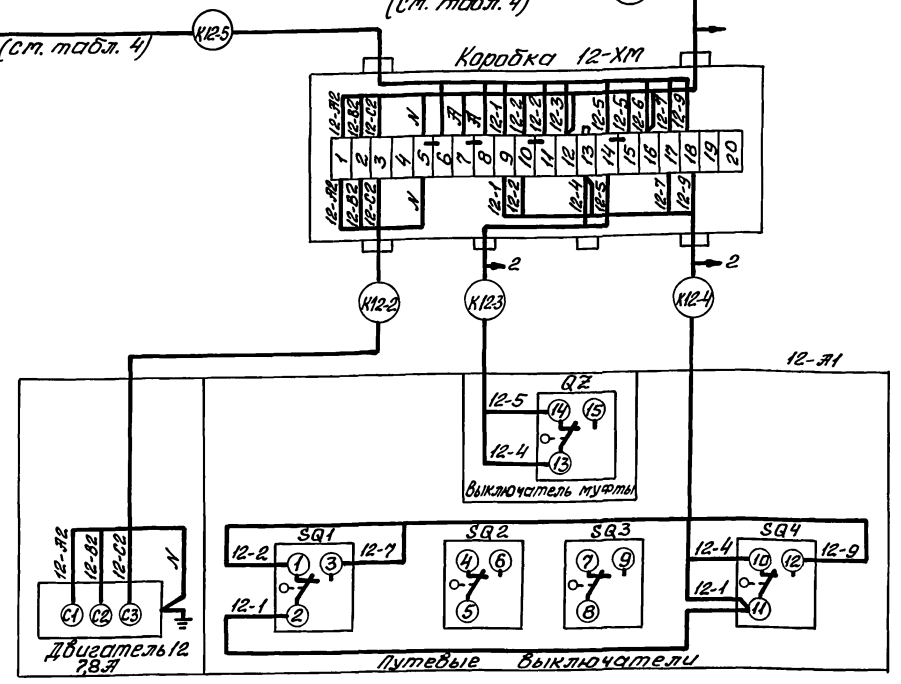 (см. табл. 4)
К12-5
(см. табл. 4)
Коробка 12-ХМ
12-А2 12-В2 12-С2 N А А 12-1 12-2 12-2 12-3 12-5 12-5 12-6 12-7 12-9
1 2 3 4 5 6 7 8 9 10 11 12 13 14 15 16 17 18 19 20
12-А2 12-В2 12-С2 N 12-1 12-2 12-4 12-5 12-7 12-9
2 2
К12-2 К12-3 К12-4
12-А1
QZ
12-5 14 15
12-4 13
Выключатель муфты
SQ1 SQ2 SQ3 SQ4
12-А2 12-В2 12-С2 N
12-2 1 3 12-7 4 6 7 9 12-4 10 12 12-9
12-1 2 5 8 12-1 11
С1 С2 С3
Двигатель 12
7,8А
Путевые выключатели